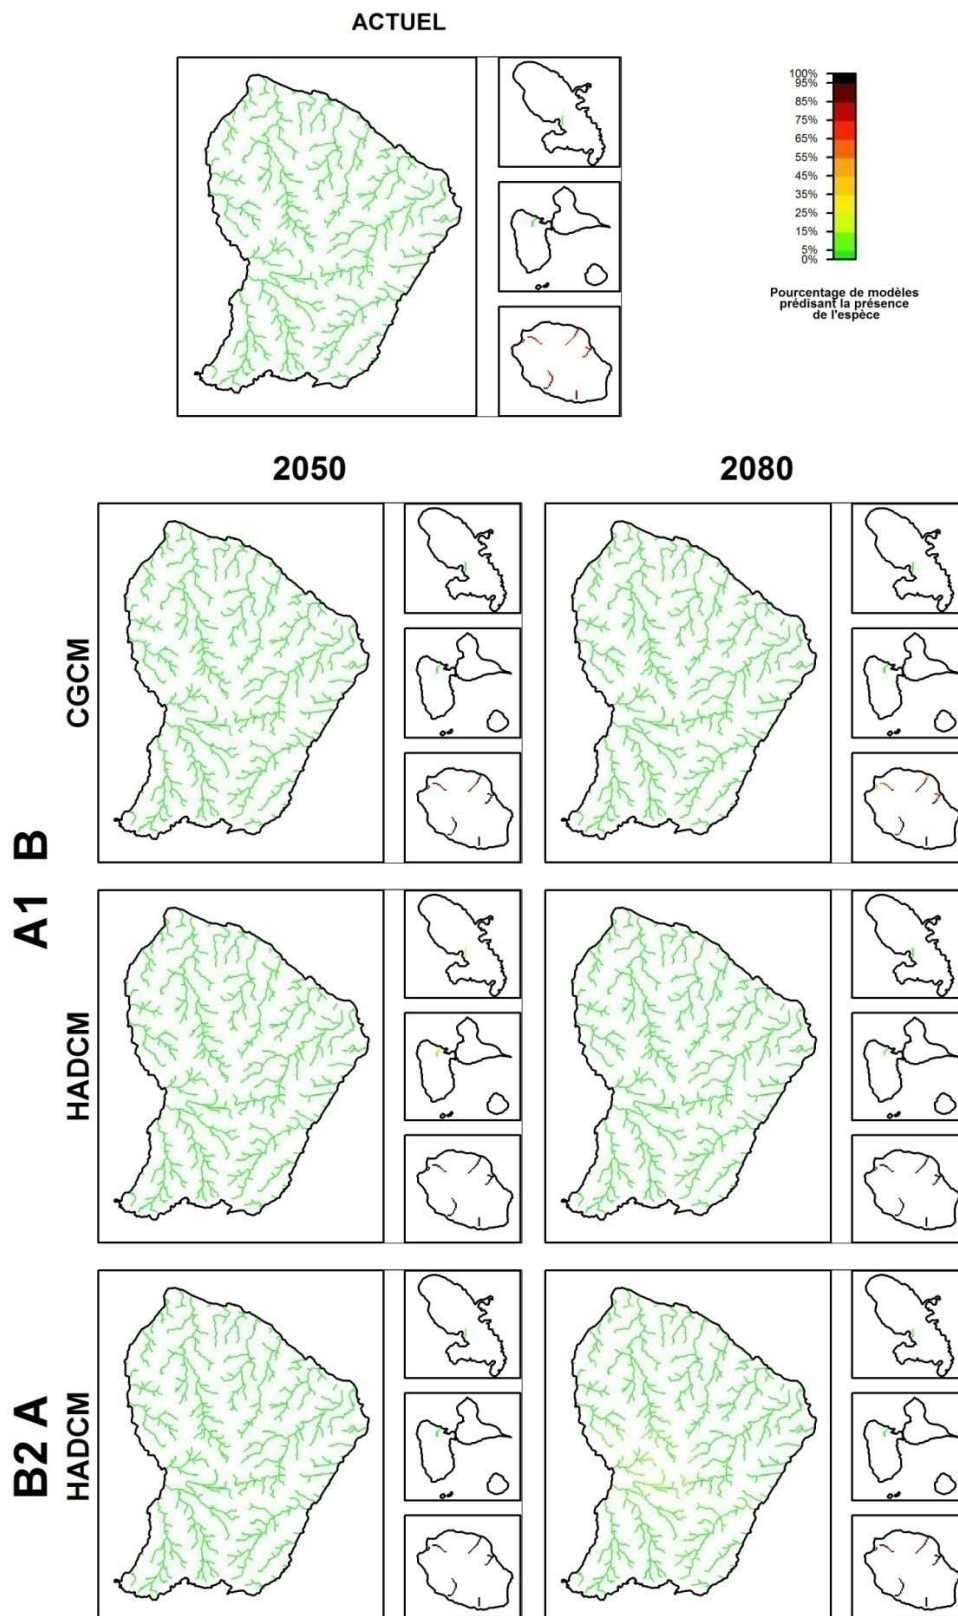 ACTUEL
100%
95%
85%
75%
65%
55%
45%
35%
25%
15%
5%
0%
Pourcentage de modèles
prédisant la présence
de l'espèce
2050
2080
CGCM
B
A1
HADCM
B2 A
HADCM